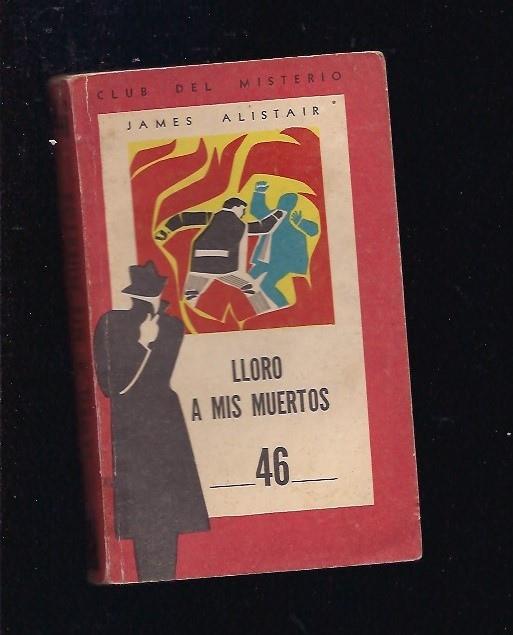 CLUB DEL MISTERIO
JAMES ALISTAIR
LLORO
A MIS MUERTOS
46